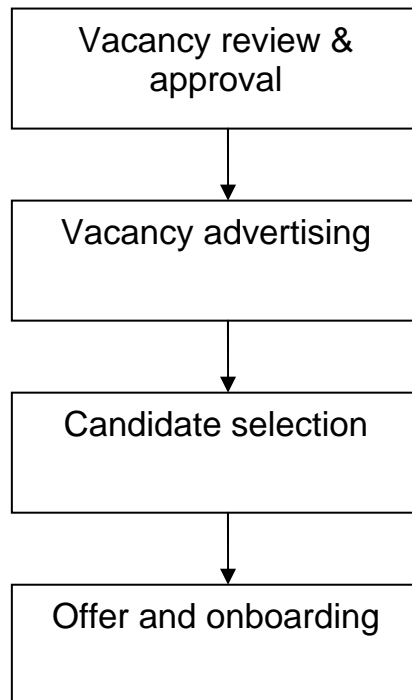 Vacancy review &
approval
Vacancy advertising
Candidate selection
Offer and onboarding